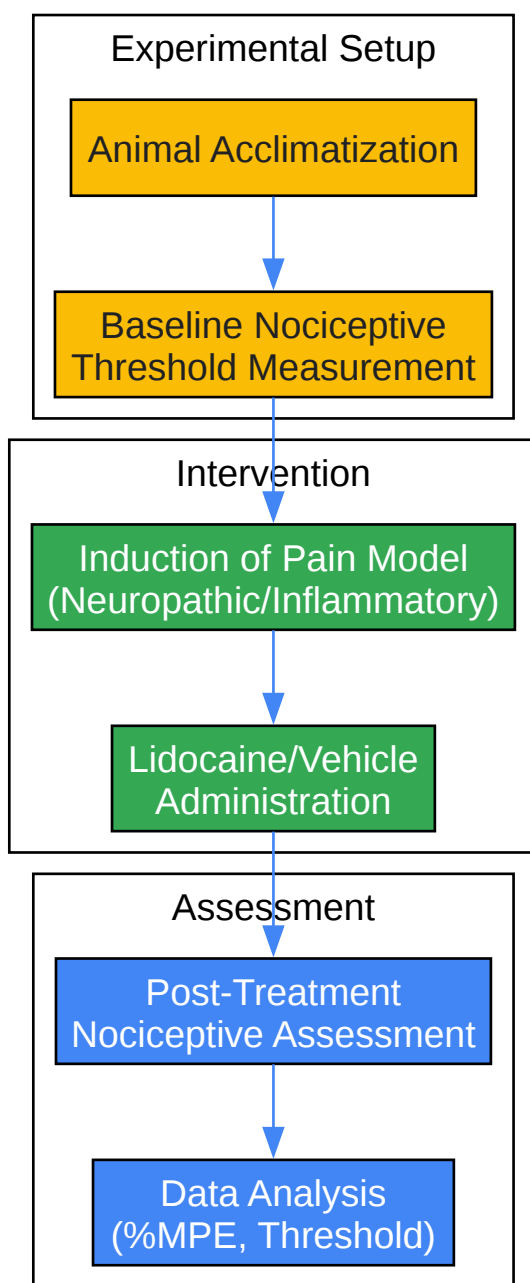 Experimental Setup
Animal Acclimatization
Baseline Nociceptive
Threshold Measurement
Intervention
Induction of Pain Model
(Neuropathic/Inflammatory)
Lidocaine/Vehicle
Administration
Assessment
Post-Treatment
Nociceptive Assessment
Data Analysis
(%MPE, Threshold)